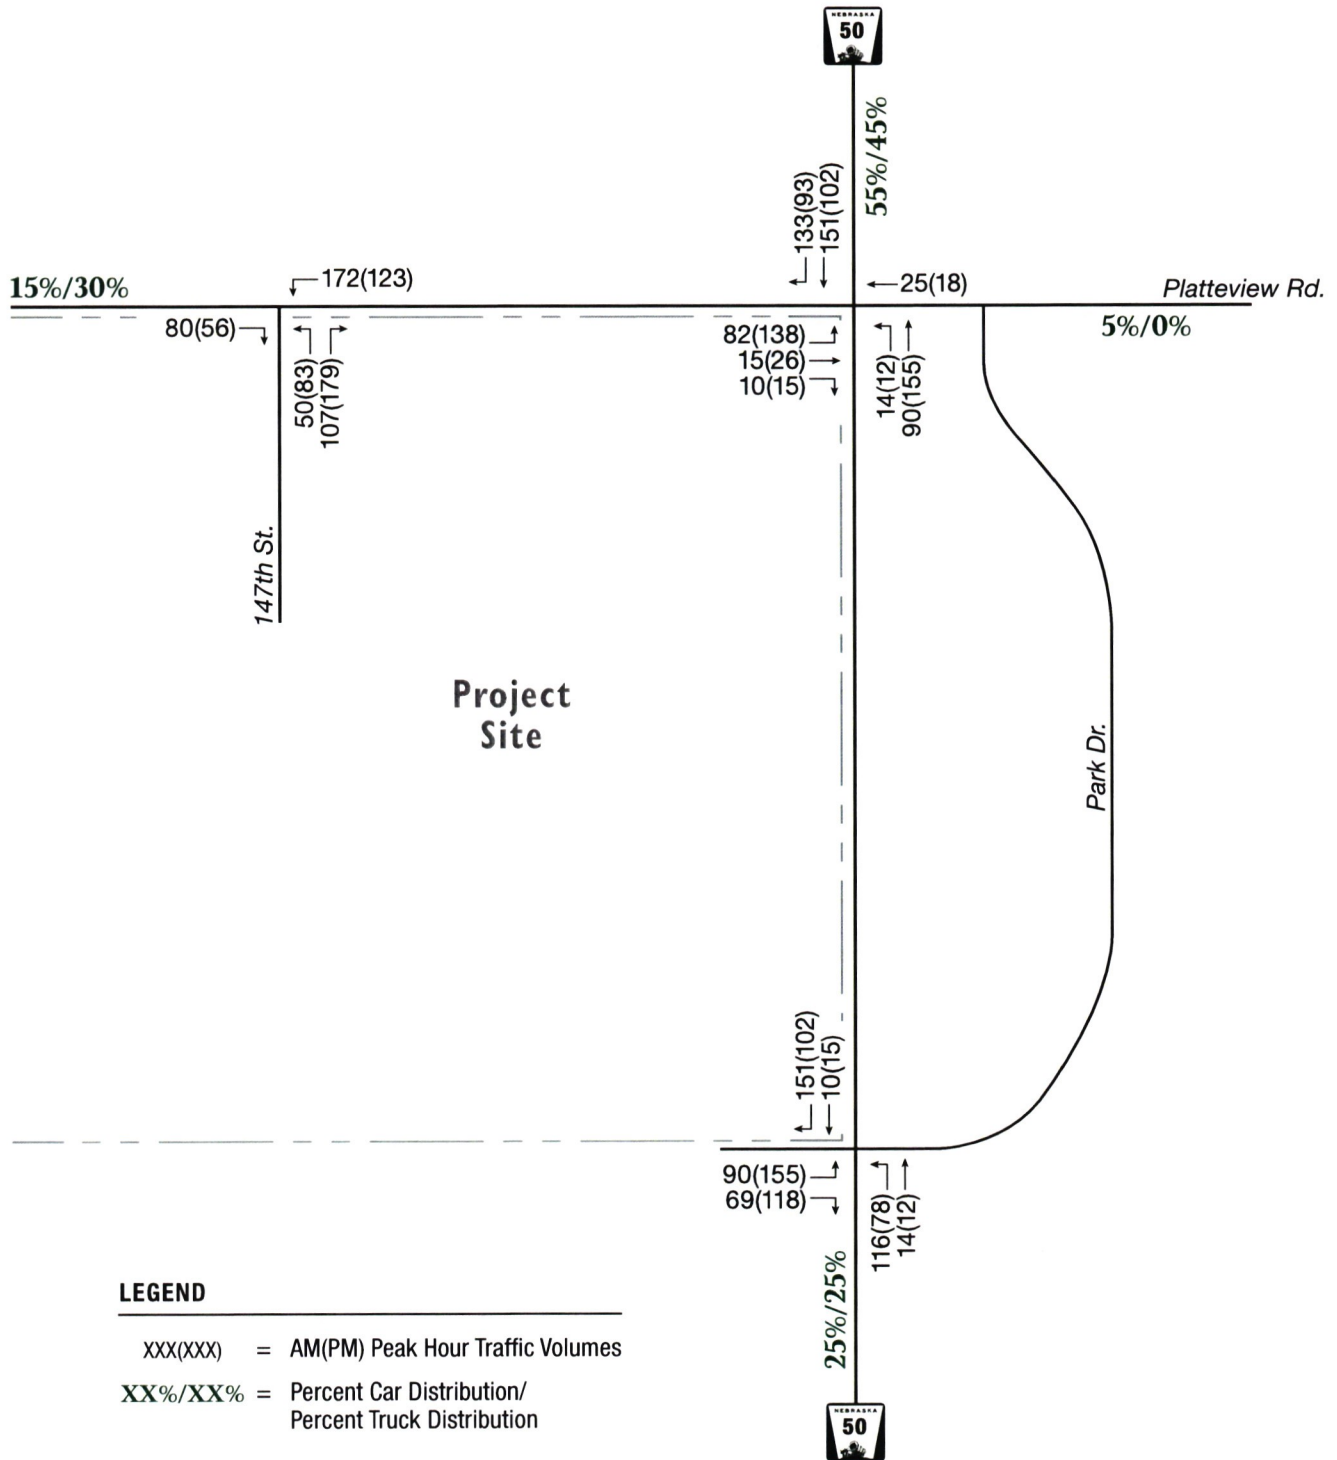 NEBRASKA
50
55%/45%
133(93)
151(102)
15%/30%
172(123)
25(18)
Platteview Rd.
5%/0%
80(56)
50(83)
107(179)
82(138)
15(26)
10(15)
14(12)
90(155)
147th St.
Project
Site
Park Dr.
151(102)
10(15)
90(155)
69(118)
116(78)
14(12)
25%/25%
LEGEND
XXX(XXX) = AM(PM) Peak Hour Traffic Volumes
XX%/XX% = Percent Car Distribution/
Percent Truck Distribution
NEBRASKA
50